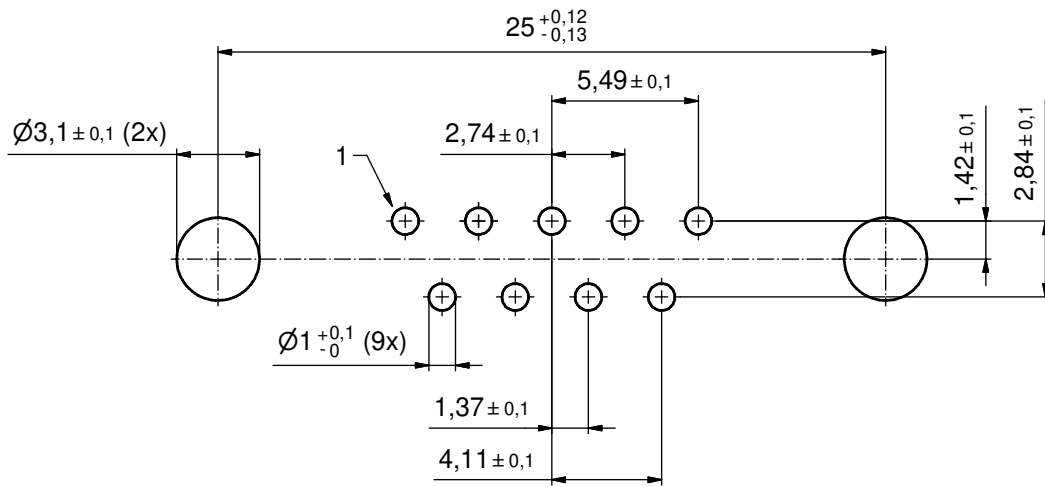 25 +0,12 -0,13
5,49 ± 0,1
Ø3,1 ± 0,1 (2x)
2,74 ± 0,1
1,42 ± 0,1
2,84 ± 0,1
1
Ø1 +0,1 -0 (9x)
1,37 ± 0,1
4,11 ± 0,1